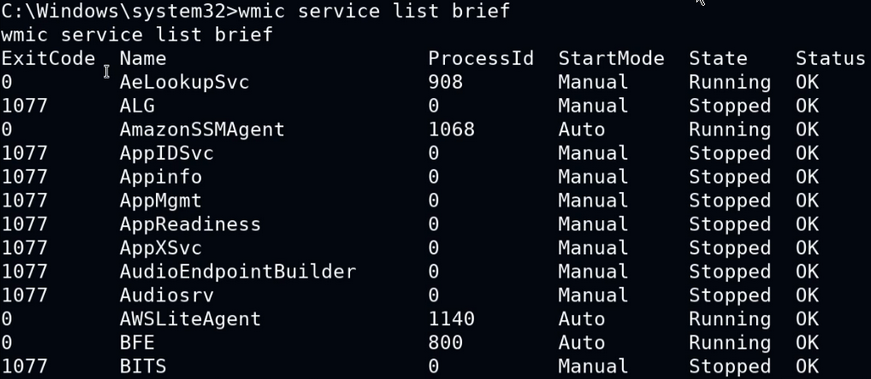 C:\Windows\system32>wmic service list brief
wmic service list brief
ExitCode  Name                      ProcessId  StartMode  State    Status
0         AeLookupSvc               908        Manual     Running  OK
1077      ALG                       0          Manual     Stopped  OK
0         AmazonSSMAgent            1068       Auto       Running  OK
1077      AppIDSvc                  0          Manual     Stopped  OK
1077      Appinfo                   0          Manual     Stopped  OK
1077      AppMgmt                   0          Manual     Stopped  OK
1077      AppReadiness              0          Manual     Stopped  OK
1077      AppXSvc                   0          Manual     Stopped  OK
1077      AudioEndpointBuilder      0          Manual     Stopped  OK
1077      Audiosrv                  0          Manual     Stopped  OK
0         AWSLiteAgent              1140       Auto       Running  OK
0         BFE                       800        Auto       Running  OK
1077      BITS                      0          Manual     Stopped  OK